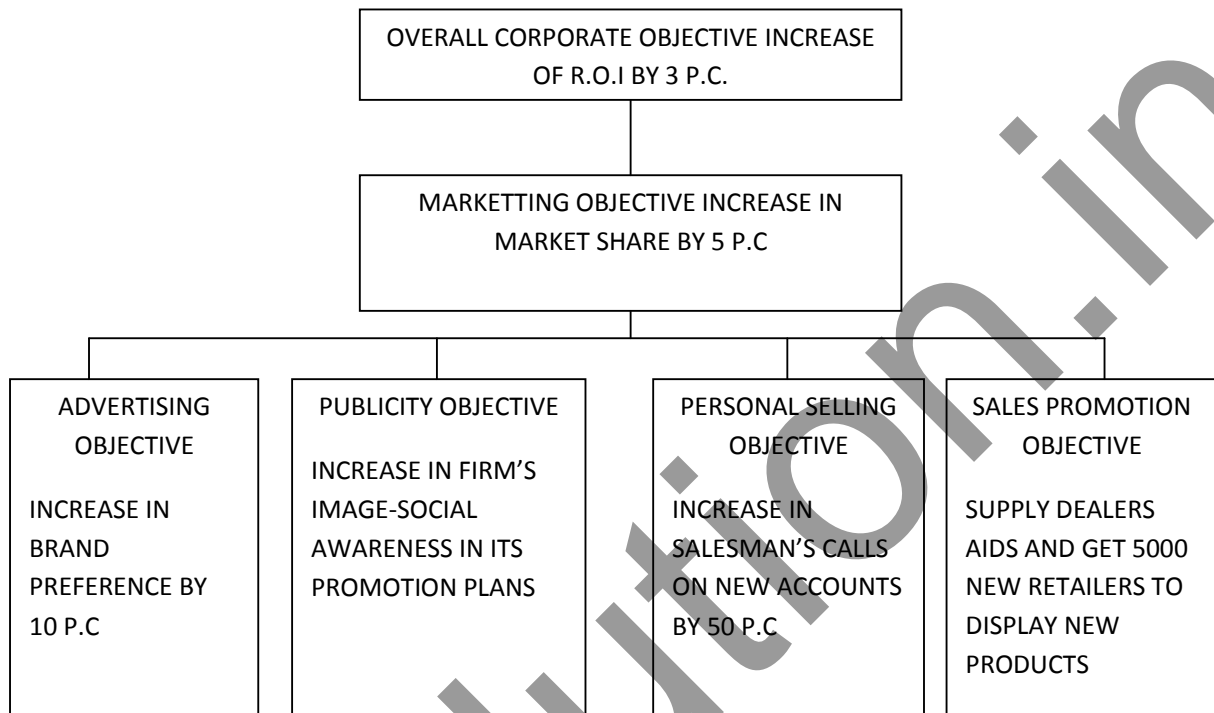 OVERALL CORPORATE OBJECTIVE INCREASE
OF R.O.I BY 3 P.C.
MARKETTING OBJECTIVE INCREASE IN
MARKET SHARE BY 5 P.C
ADVERTISING
OBJECTIVE
INCREASE IN
BRAND
PREFERENCE BY
10 P.C
PUBLICITY OBJECTIVE
INCREASE IN FIRM’S
IMAGE-SOCIAL
AWARENESS IN ITS
PROMOTION PLANS
PERSONAL SELLING
OBJECTIVE
INCREASE IN
SALESMAN’S CALLS
ON NEW ACCOUNTS
BY 50 P.C
SALES PROMOTION
OBJECTIVE
SUPPLY DEALERS
AIDS AND GET 5000
NEW RETAILERS TO
DISPLAY NEW
PRODUCTS
ution.in